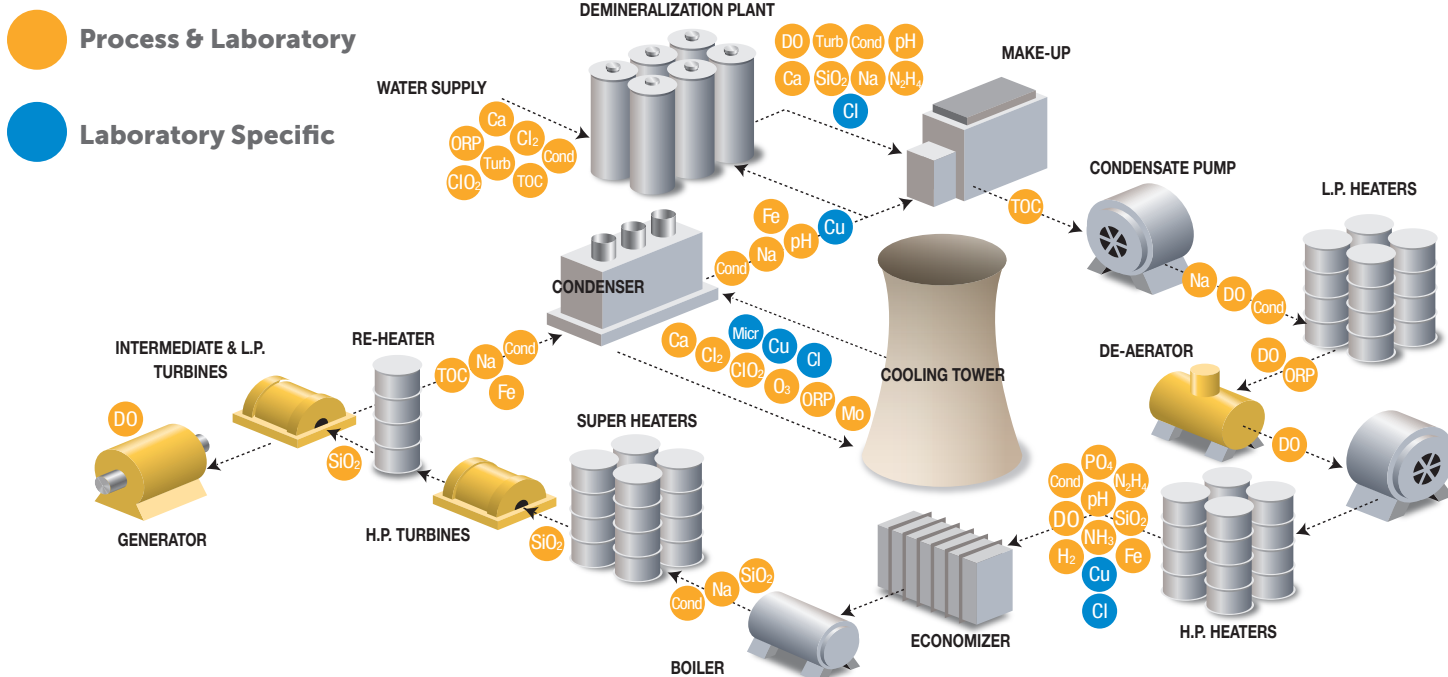 Process & Laboratory
Laboratory Specific
DEMINERALIZATION PLANT
WATER SUPPLY
Ca
ORP
Cl₂
Turb
Cond
ClO₂
TOC
DO
Turb
Cond
pH
Ca
SiO₂
Na
N₂H₄
Cl
MAKE-UP
TOC
CONDENSATE PUMP
Na
DO
Cond
L.P. HEATERS
DO
ORP
DE-AERATOR
DO
H.P. HEATERS
PO₄
Cond
N₂H₄
pH
DO
SiO₂
NH₃
H₂
Fe
Cu
Cl
ECONOMIZER
BOILER
SiO₂
Na
Cond
SUPER HEATERS
SiO₂
H.P. TURBINES
RE-HEATER
SiO₂
INTERMEDIATE & L.P.
TURBINES
DO
GENERATOR
TOC
Na
Cond
Fe
CONDENSER
Cond
Na
Fe
pH
Cu
Ca
Cl₂
Micr
ClO₂
Cu
O₃
Cl
ORP
Mo
COOLING TOWER